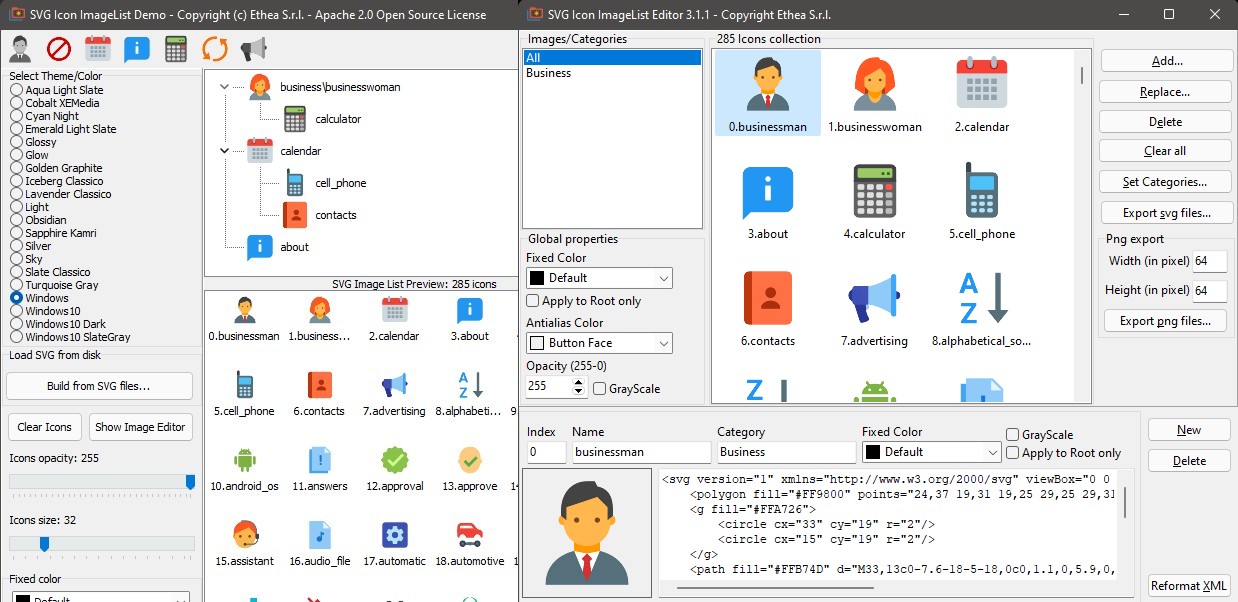 SVG Icon ImageList Demo - Copyright (c) Ethea S.r.l. - Apache 2.0 Open Source License
Select Theme/Color
Aqua Light Slate
Cobalt XEMedia
Cyan Night
Emerald Light Slate
Glossy
Glow
Golden Graphite
Iceberg Classico
Lavender Classico
Light
Obsidian
Sapphire Kamri
Silver
Sky
Slate Classico
Turquoise Gray
Windows
Windows10
Windows10 Dark
Windows10 SlateGray
Load SVG from disk
Build from SVG files...
Clear Icons
Show Image Editor
Icons opacity: 255
Icons size: 32
Fixed color
Default
business\businesswoman
calculator
calendar
cell_phone
contacts
about
SVG Image List Preview: 285 icons
0.businessman
1.business...
2.calendar
3.about
5.cell_phone
6.contacts
7.advertising
8.alphabeti...
10.android_os
11.answers
12.approval
13.approve
15.assistant
16.audio_file
17.automatic
18.automotive
SVG Icon ImageList Editor 3.1.1 - Copyright Ethea S.r.l.
Images/Categories
All
Business
Global properties
Fixed Color
Default
Apply to Root only
Antialias Color
Button Face
Opacity (255-0)
255
GrayScale
285 Icons collection
0.businessman
1.businesswoman
2.calendar
3.about
4.calculator
5.cell_phone
6.contacts
7.advertising
8.alphabetical_so...
Add...
Replace...
Delete
Clear all
Set Categories...
Export svg files...
Png export
Width (in pixel) 64
Height (in pixel) 64
Export png files...
Index
0
Name
businessman
Category
Business
Fixed Color
Default
GrayScale
Apply to Root only
New
Delete
<svg version="1" xmlns="http://www.w3.org/2000/svg" viewBox="0 0
<polygon fill="#FF9800" points="24,37 19,31 19,25 29,25 29,31
<g fill="#FFA726">
<circle cx="33" cy="19" r="2"/>
<circle cx="15" cy="19" r="2"/>
</g>
<path fill="#FFB74D" d="M33,13c0-7.6-18-5-18,0c0,1.1,0,5.9,0,
Reformat XML